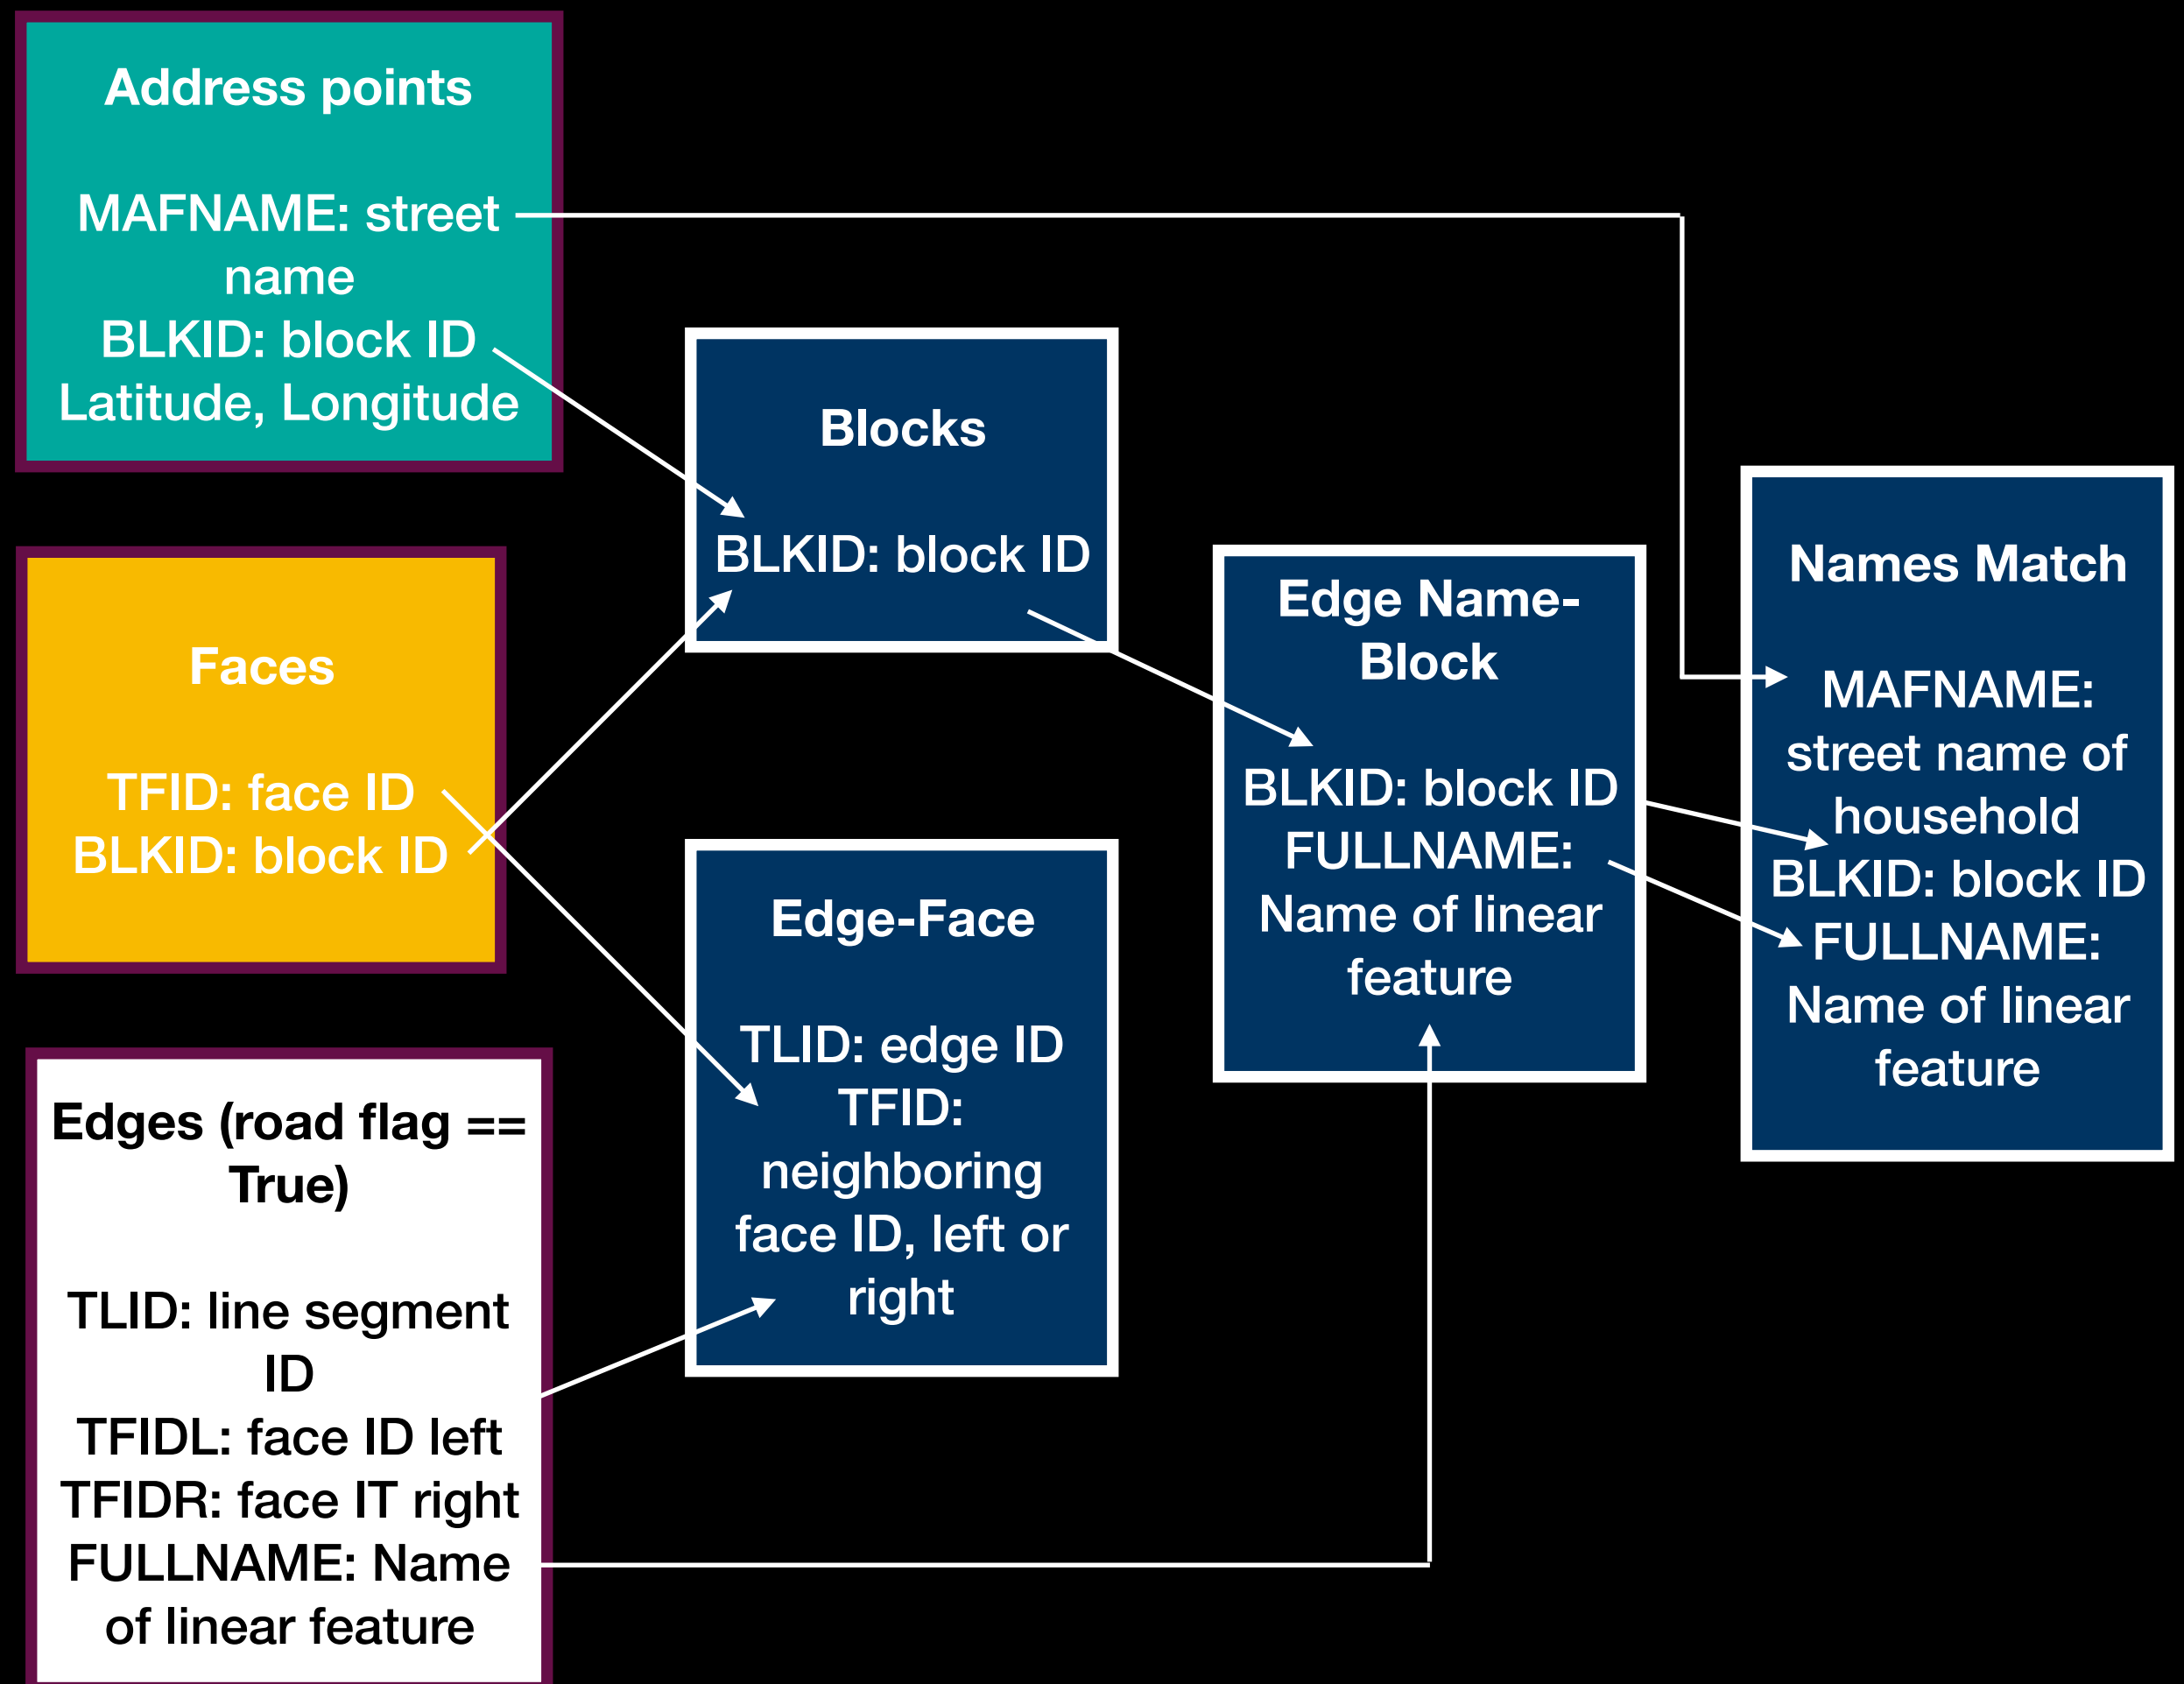 Address points
MAFNAME: street
name
BLKID: block ID
Latitude, Longitude
Faces
TFID: face ID
BLKID: block ID
Edges (road flag ==
True)
TLID: line segment
ID
TFIDL: face ID left
TFIDR: face IT right
FULLNAME: Name
of linear feature
Blocks
BLKID: block ID
Edge-Face
TLID: edge ID
TFID:
neighboring
face ID, left or
right
Edge Name-
Block
BLKID: block ID
FULLNAME:
Name of linear
feature
Names Match
MAFNAME:
street name of
household
BLKID: block ID
FULLNAME:
Name of linear
feature